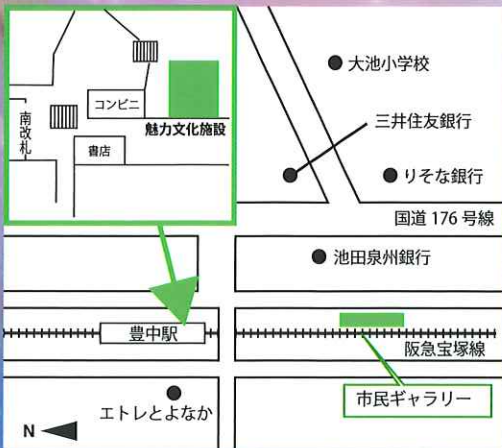 南改札
コンビニ
書店
魅力文化施設
大池小学校
三井住友銀行
りそな銀行
国道 176 号線
池田泉州銀行
豊中駅
阪急宝塚線
市民ギャラリー
エトレとよなか
N